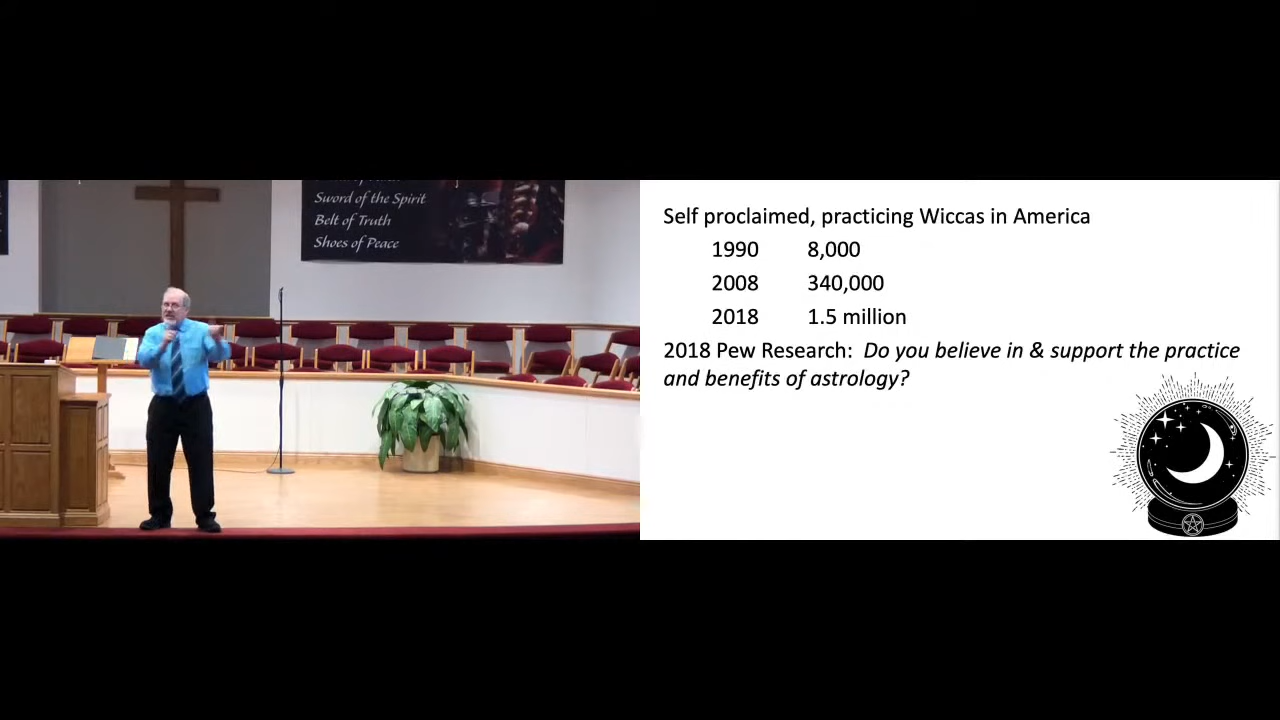 Sword of the Spirit
Belt of Truth
Shoes of Peace
Self proclaimed, practicing Wiccas in America
1990 8,000
2008 340,000
2018 1.5 million
2018 Pew Research: Do you believe in & support the practice
and benefits of astrology?